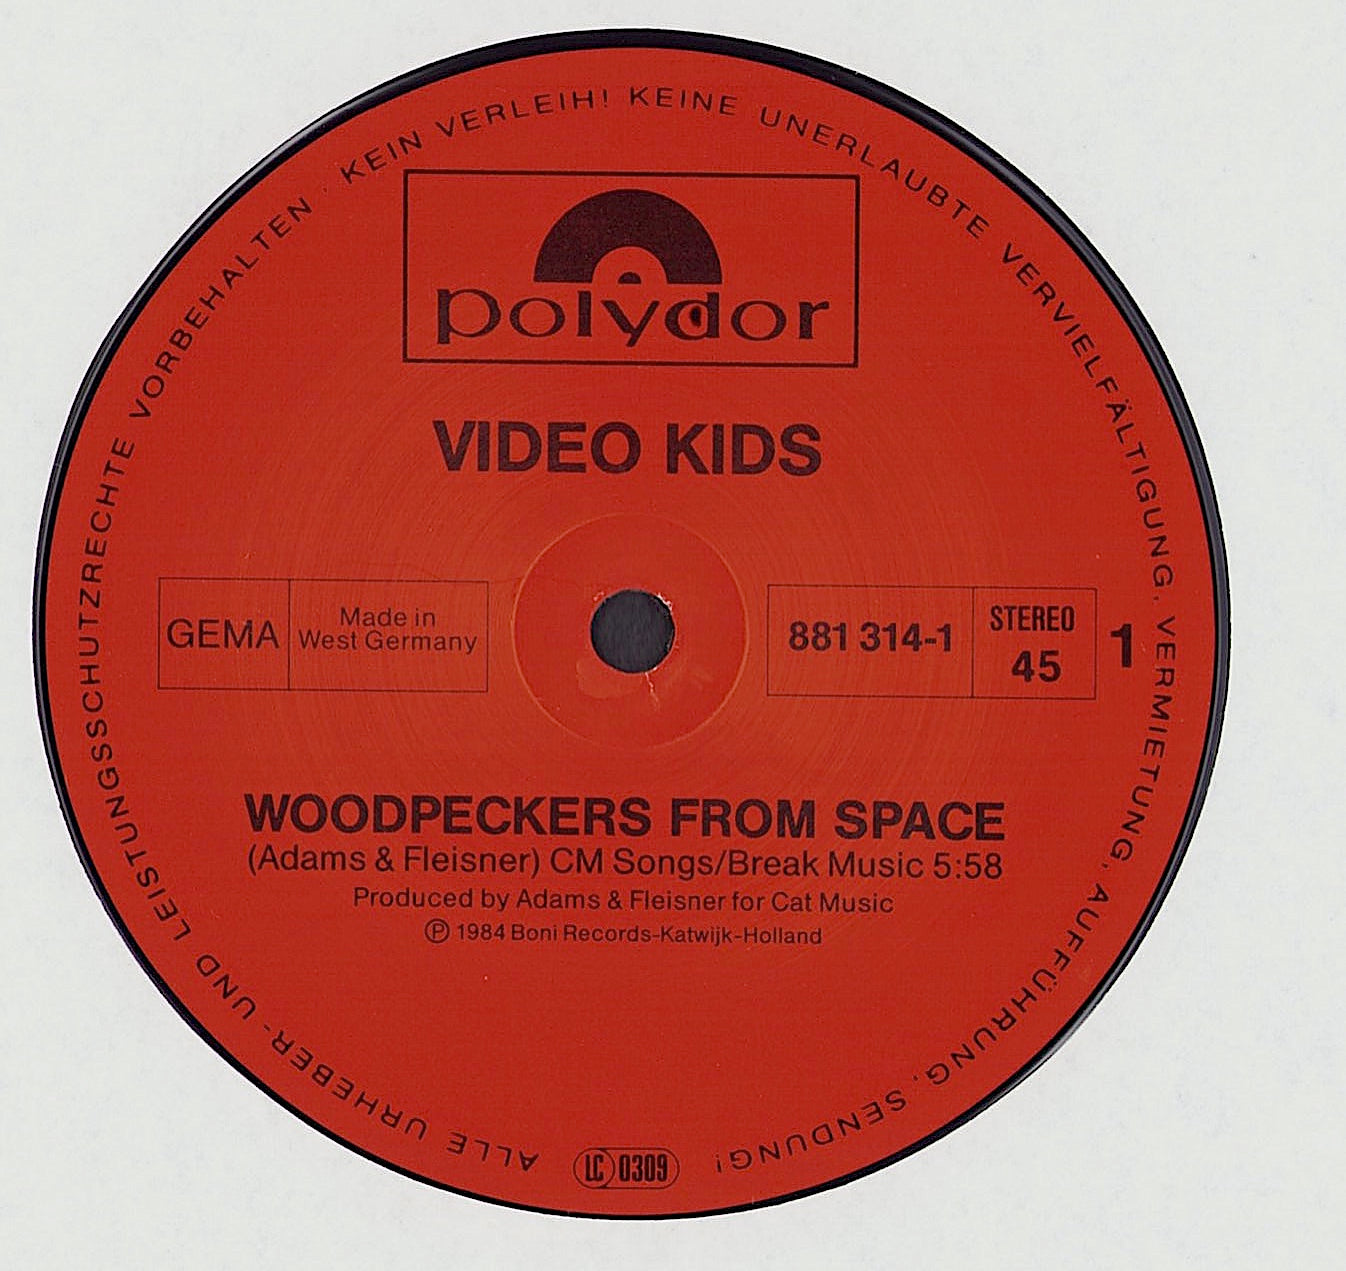 ALLE URHEBER- UND LEISTUNGSSCHUTZRECHTE VORBEHALTEN · KEIN VERLEIH! KEINE UNERLAUBTE VERVIELFÄLTIGUNG, VERMIETUNG, AUFFÜHRUNG, SENDUNG!
polydor
VIDEO KIDS
GEMA
Made in
West Germany
881 314-1
STEREO
45
1
WOODPECKERS FROM SPACE
(Adams & Fleisner) CM Songs/Break Music 5:58
Produced by Adams & Fleisner for Cat Music
Ⓟ 1984 Boni Records-Katwijk-Holland
LC 0309